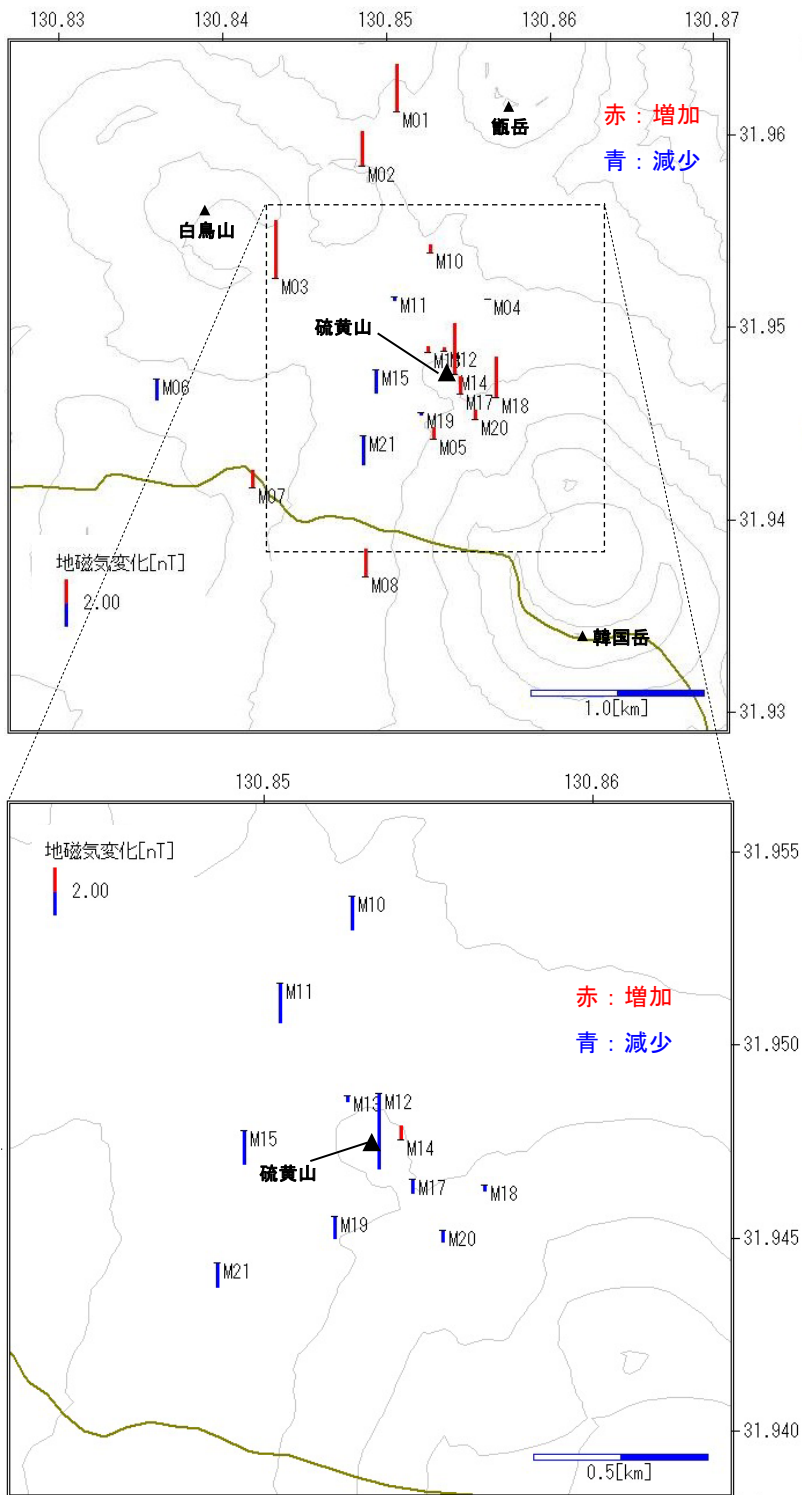 130.83
130.84
130.85
130.86
130.87
M01
甑岳
赤：増加
31.96
M02
青：減少
白鳥山
M10
M03
M11
M04
硫黄山
31.95
M13
M12
M15
M14
M06
M17
M18
M19
M20
M21
M05
M07
31.94
地磁気変化[nT]
2.00
M08
韓国岳
1.0[km]
31.93
130.85
130.86
地磁気変化[nT]
31.955
2.00
M10
M11
赤：増加
青：減少
31.950
M13
M12
M15
M14
硫黄山
M17
M18
M19
M20
31.945
M21
31.940
0.5[km]